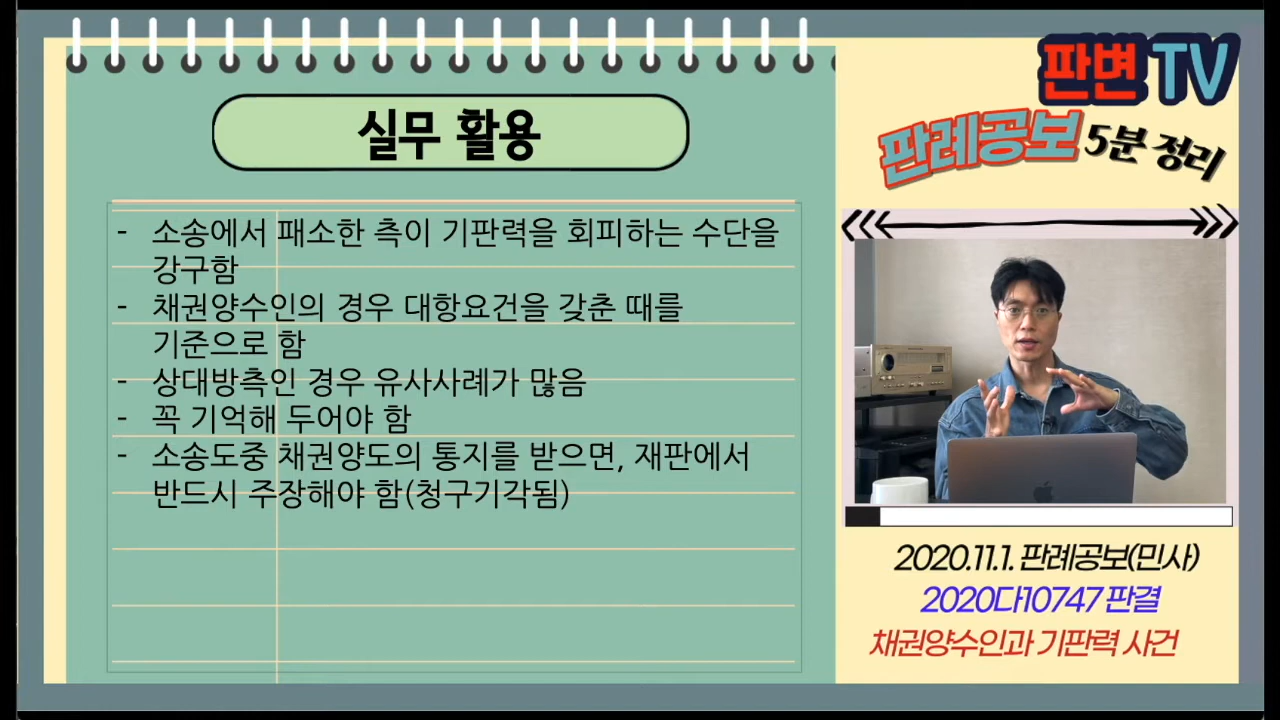 실무 활용
- 소송에서 패소한 측이 기판력을 회피하는 수단을
강구함
- 채권양수인의 경우 대항요건을 갖춘 때를
기준으로 함
- 상대방측인 경우 유사사례가 많음
- 꼭 기억해 두어야 함
- 소송도중 채권양도의 통지를 받으면, 재판에서
반드시 주장해야 함(청구기각됨)
판변 TV
판례공보 5분 정리
2020.11.1. 판례공보(민사)
2020다10747 판결
채권양수인과 기판력 사건